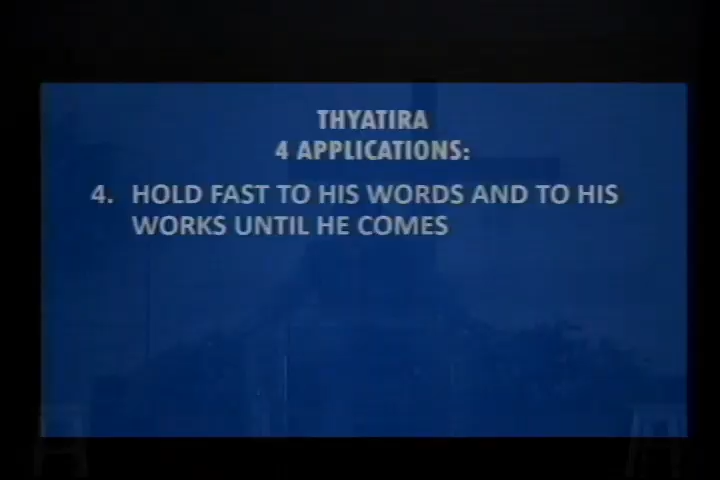 THYATIRA
4 APPLICATIONS:
4. HOLD FAST TO HIS WORDS AND TO HIS
WORKS UNTIL HE COMES